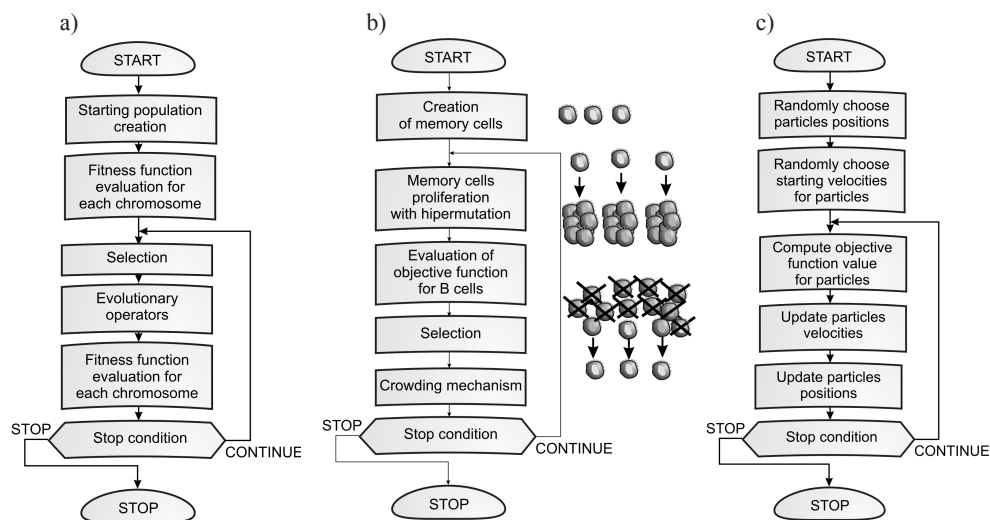 a)
START
Starting population
creation
Fitness function
evaluation for
each chromosome
Selection
Evolutionary
operators
Fitness function
evaluation for
each chromosome
STOP
Stop condition
CONTINUE
STOP
b)
START
Creation
of memory cells
Memory cells
proliferation
with hipermutation
Evaluation of
objective function
for B cells
Selection
Crowding mechanism
STOP
Stop condition
CONTINUE
STOP
c)
START
Randomly choose
particles positions
Randomly choose
starting velocities
for particles
Compute objective
function value
for particles
Update particles
velocities
Update particles
positions
STOP
Stop condition
CONTINUE
STOP